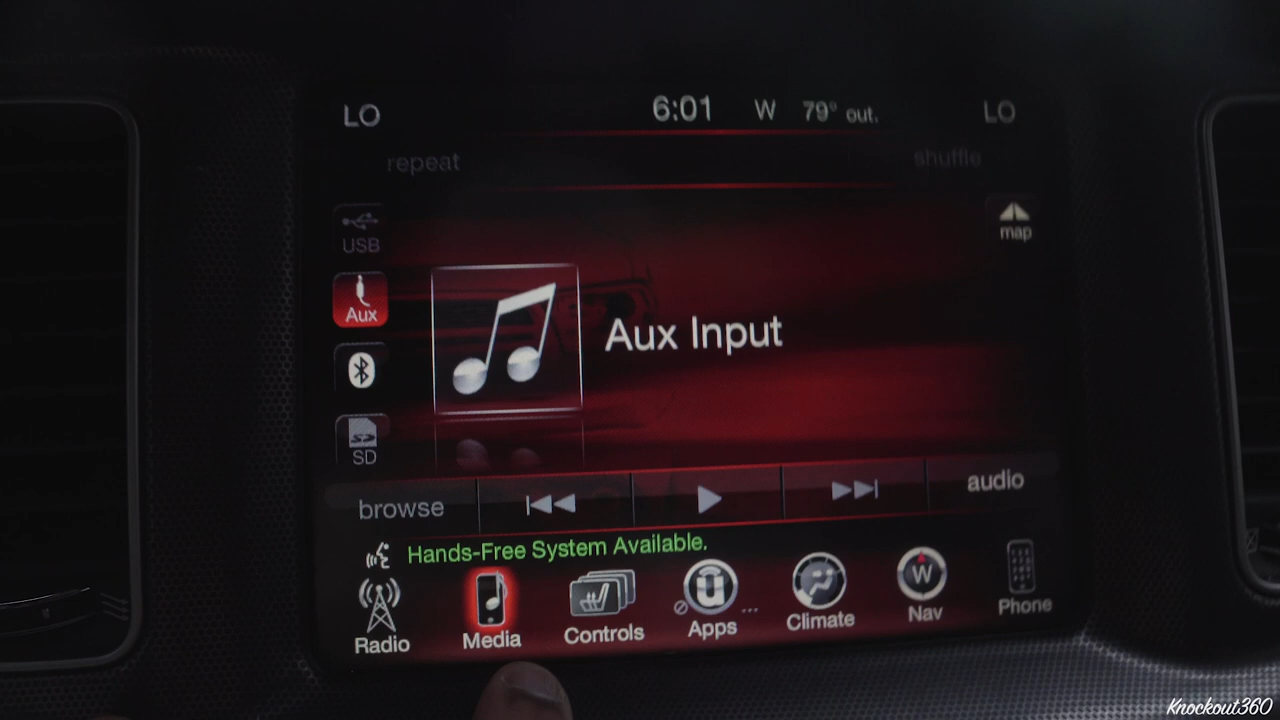 LO 6:01 W 79° out. LO
repeat shuffle
USB
map
Aux
Aux Input
SD
browse audio
Hands-Free System Available.
W
Radio Media Controls Apps ... Climate Nav Phone
Knockout360